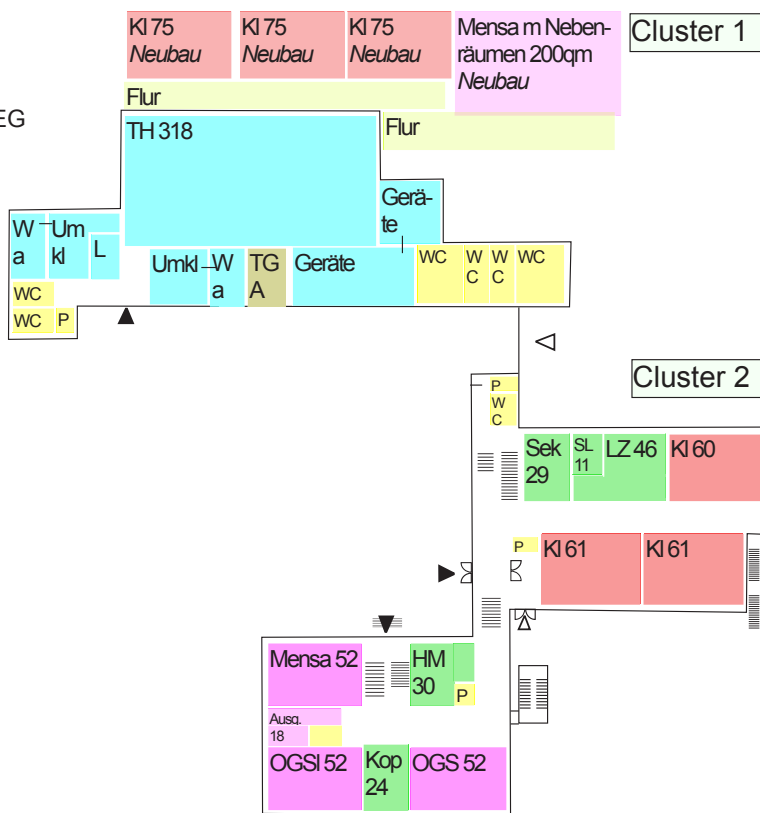 Kl 75
Neubau
Kl 75
Neubau
Kl 75
Neubau
Mensa m Neben-
räumen 200qm
Neubau
Cluster 1
Flur
EG
TH 318
Flur
Gerä-
te
W
a
Um
kl
L
Umkl
W
a
TG
A
Geräte
WC
W
C
W
C
WC
WC
WC
P
Cluster 2
P
W
C
Sek
29
SL
11
LZ 46
Kl 60
P
Kl 61
Kl 61
Mensa 52
HM
30
P
Ausg.
18
OGSI 52
Kop
24
OGS 52